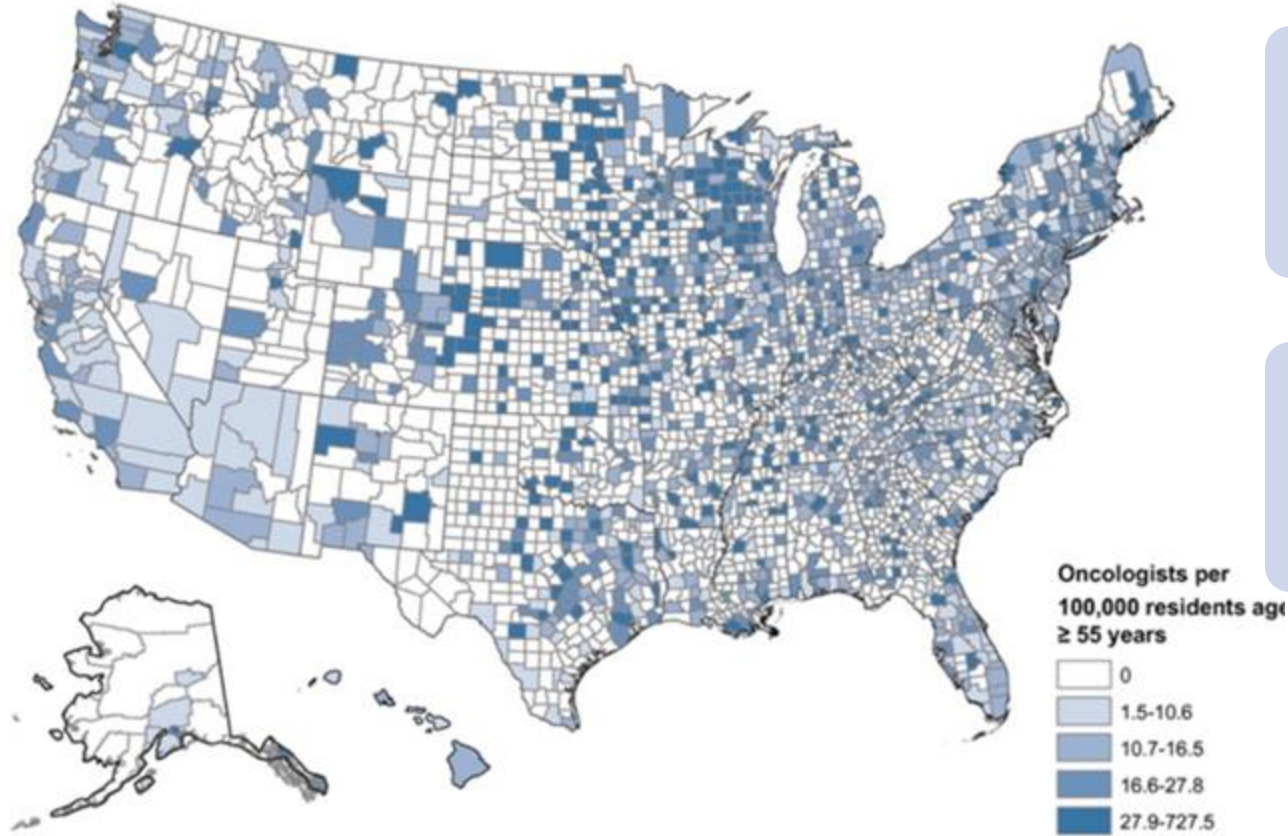 Oncologists per
100,000 residents age
≥ 55 years
0
1.5-10.6
10.7-16.5
16.6-27.8
27.9-727.5